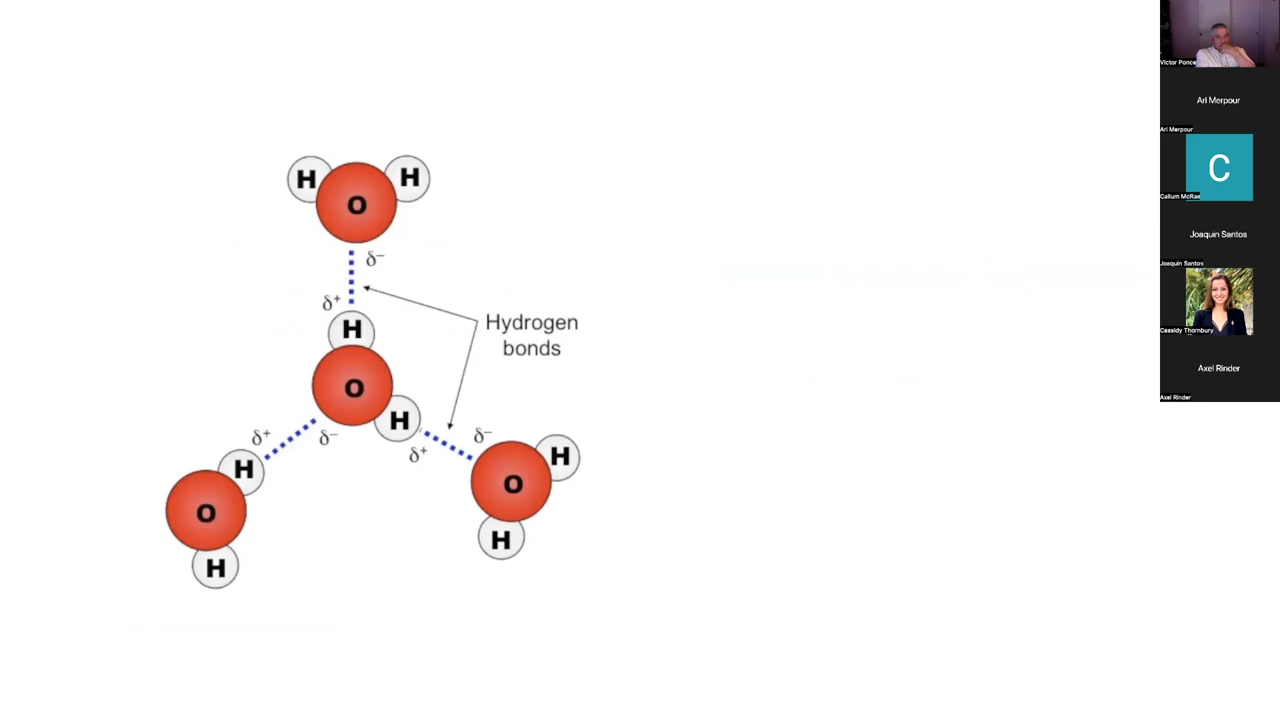 H
H
O
δ⁻
δ⁺
H
Hydrogen
bonds
O
H
δ⁺
δ⁻
δ⁺
δ⁻
H
O
H
O
H
H
Victor Ponce
Ari Merpour
Ari Merpour
C
Callum McRae
Joaquin Santos
Joaquin Santos
Cassidy Thornbury
Axel Rinder
Axel Rinder